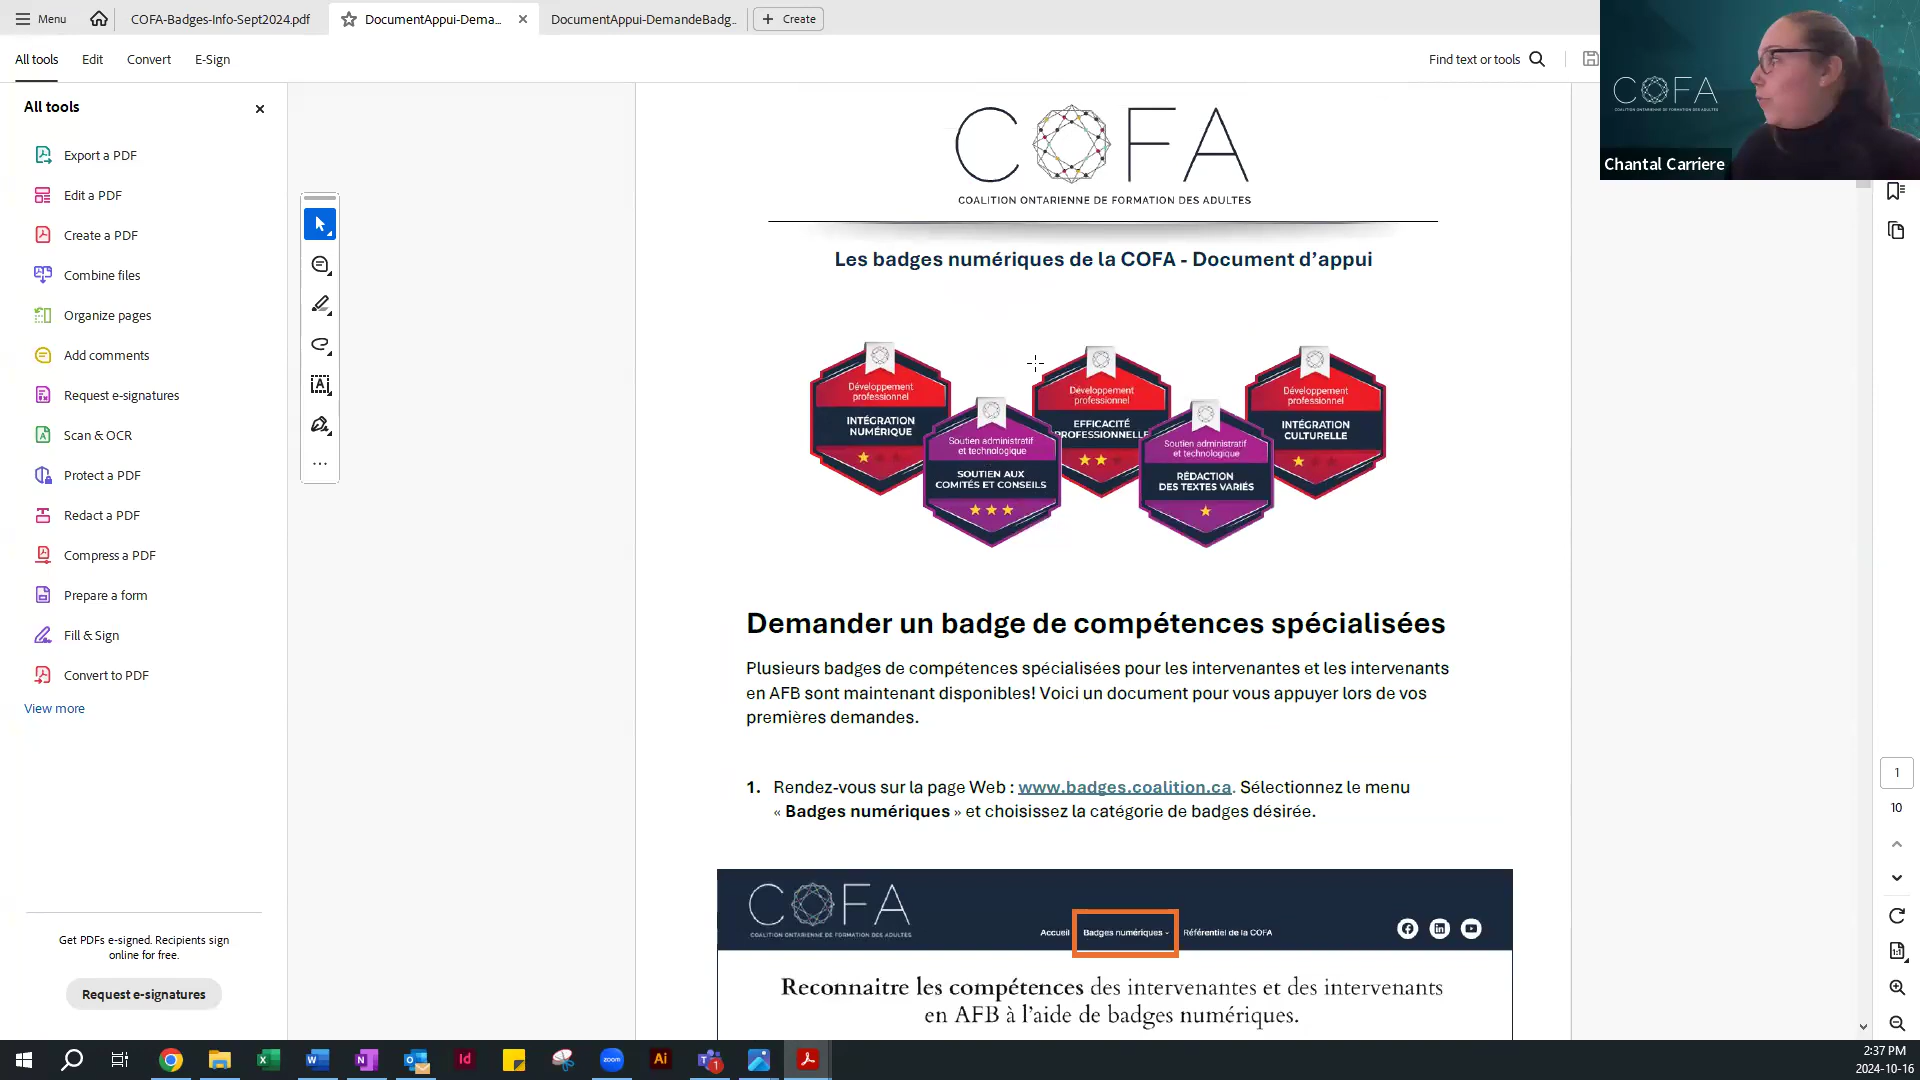 Menu
COFA-Badges-Info-Sept2024.pdf
DocumentAppui-Dema...
DocumentAppui-DemandeBadg..
Create
All tools
Edit
Convert
E-Sign
Find text or tools
COFA
COALITION ONTARIENNE DE FORMATION DES ADULTES
Chantal Carriere
All tools
Export a PDF
Edit a PDF
Create a PDF
Combine files
Organize pages
Add comments
Request e-signatures
Scan & OCR
Protect a PDF
Redact a PDF
Compress a PDF
Prepare a form
Fill & Sign
Convert to PDF
View more
Get PDFs e-signed. Recipients sign
online for free.
Request e-signatures
COFA
COALITION ONTARIENNE DE FORMATION DES ADULTES
Les badges numériques de la COFA - Document d’appui
Développement
professionnel
INTÉGRATION
NUMÉRIQUE
Soutien administratif
et technologique
SOUTIEN AUX
COMITÉS ET CONSEILS
Développement
professionnel
EFFICACITÉ
PROFESSIONNELLE
Soutien administratif
et technologique
RÉDACTION
DES TEXTES VARIÉS
Développement
professionnel
INTÉGRATION
CULTURELLE
Demander un badge de compétences spécialisées
Plusieurs badges de compétences spécialisées pour les intervenantes et les intervenants
en AFB sont maintenant disponibles! Voici un document pour vous appuyer lors de vos
premières demandes.
1. Rendez-vous sur la page Web : www.badges.coalition.ca. Sélectionnez le menu
« Badges numériques » et choisissez la catégorie de badges désirée.
COFA
COALITION ONTARIENNE DE FORMATION DES ADULTES
Accueil
Badges numériques
Référentiel de la COFA
Reconnaitre les compétences des intervenantes et des intervenants
en AFB à l’aide de badges numériques.
1
10
2:37 PM
2024-10-16